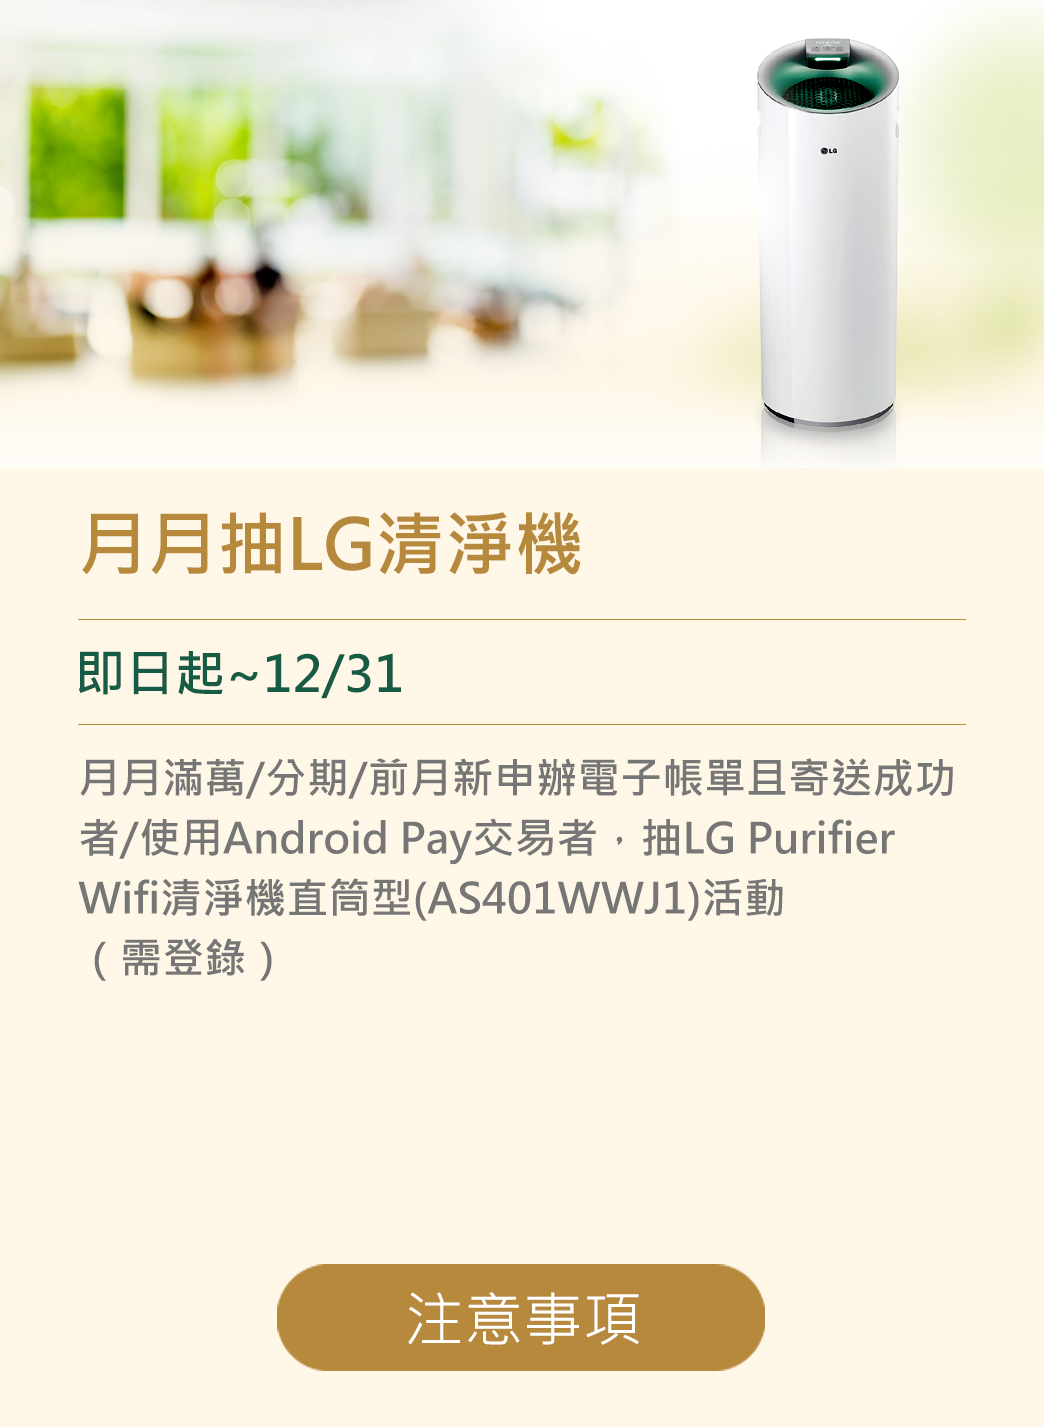 LG
月月抽LG清淨機
即日起~12/31
月月滿萬/分期/前月新申辦電子帳單且寄送成功
者/使用Android Pay交易者，抽LG Purifier
Wifi清淨機直筒型(AS401WWJ1)活動
（需登錄）
注意事項